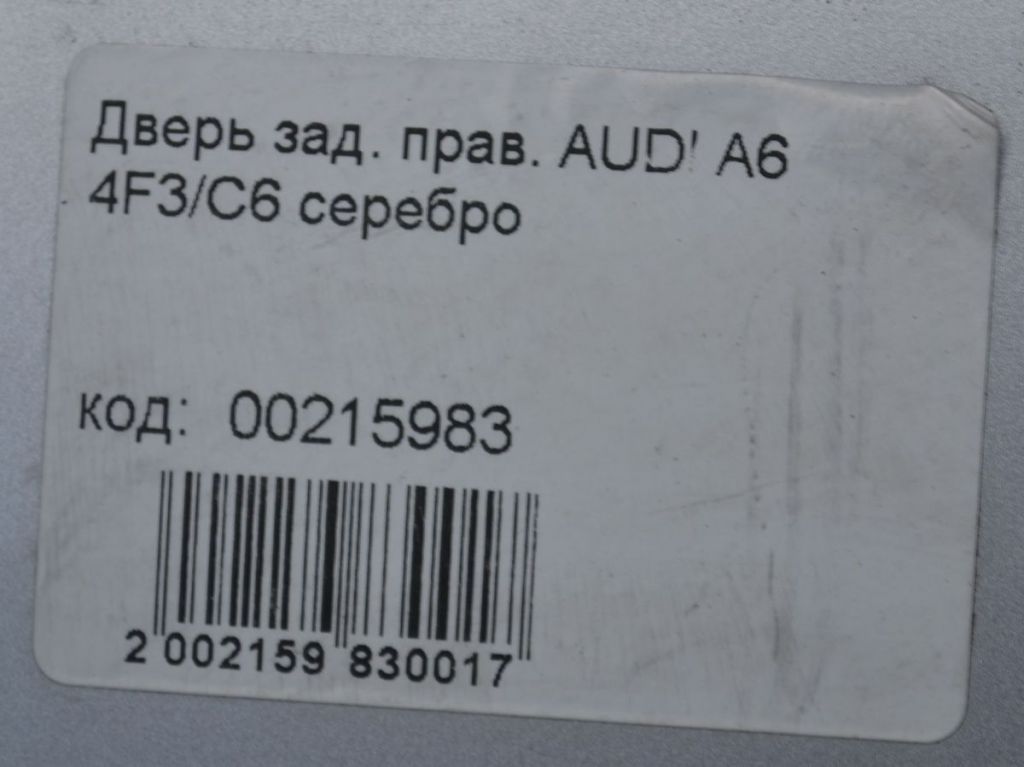 Дверь зад. прав. AUDI A6
4F3/C6 серебро
код: 00215983
2 002159 830017